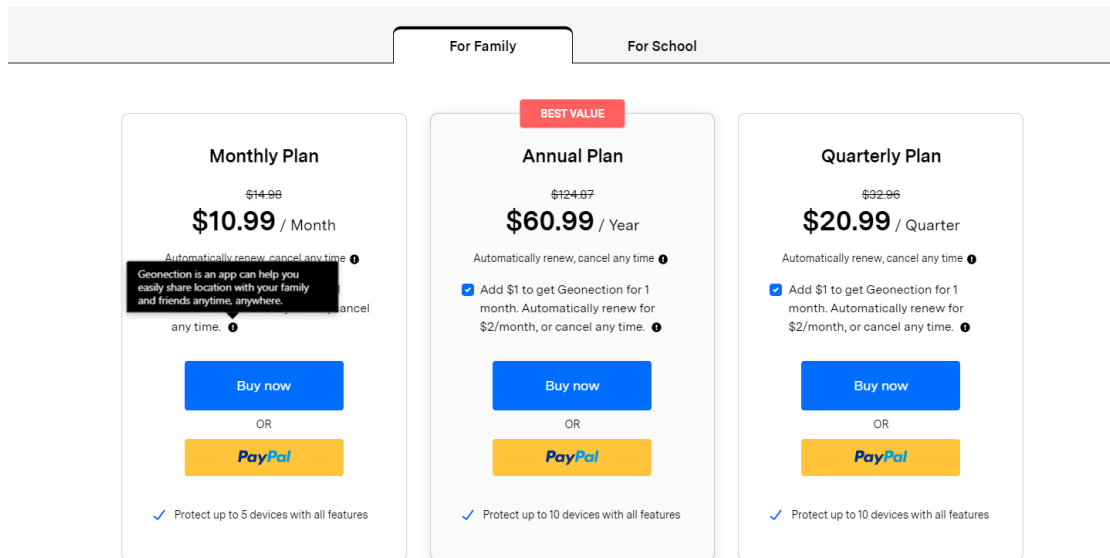 For Family
For School
BEST VALUE
Monthly Plan
$14.98
$10.99 / Month
Automatically renew, cancel any time
Geonection is an app can help you
easily share location with your family
and friends anytime, anywhere.
cancel
any time.
Buy now
OR
PayPal
Protect up to 5 devices with all features
Annual Plan
$124.87
$60.99 / Year
Automatically renew, cancel any time
Add $1 to get Geonection for 1
month. Automatically renew for
$2/month, or cancel any time.
Buy now
OR
PayPal
Protect up to 10 devices with all features
Quarterly Plan
$32.96
$20.99 / Quarter
Automatically renew, cancel any time
Add $1 to get Geonection for 1
month. Automatically renew for
$2/month, or cancel any time.
Buy now
OR
PayPal
Protect up to 10 devices with all features